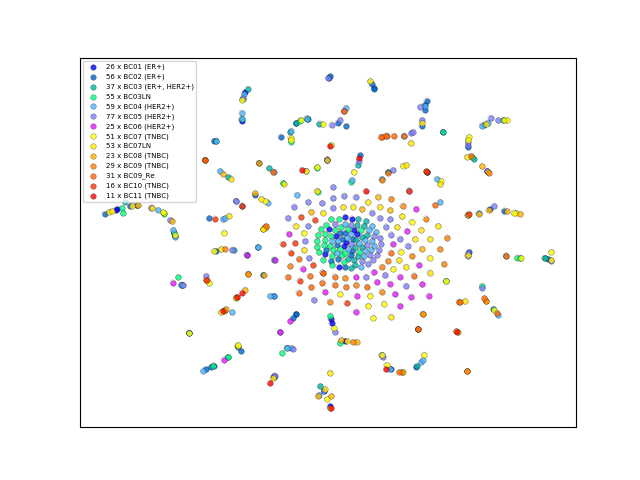 26 x BC01 (ER+)
56 x BC02 (ER+)
37 x BC03 (ER+, HER2+)
55 x BC03LN
59 x BC04 (HER2+)
77 x BC05 (HER2+)
25 x BC06 (HER2+)
51 x BC07 (TNBC)
53 x BC07LN
23 x BC08 (TNBC)
29 x BC09 (TNBC)
31 x BC09_Re
16 x BC10 (TNBC)
11 x BC11 (TNBC)